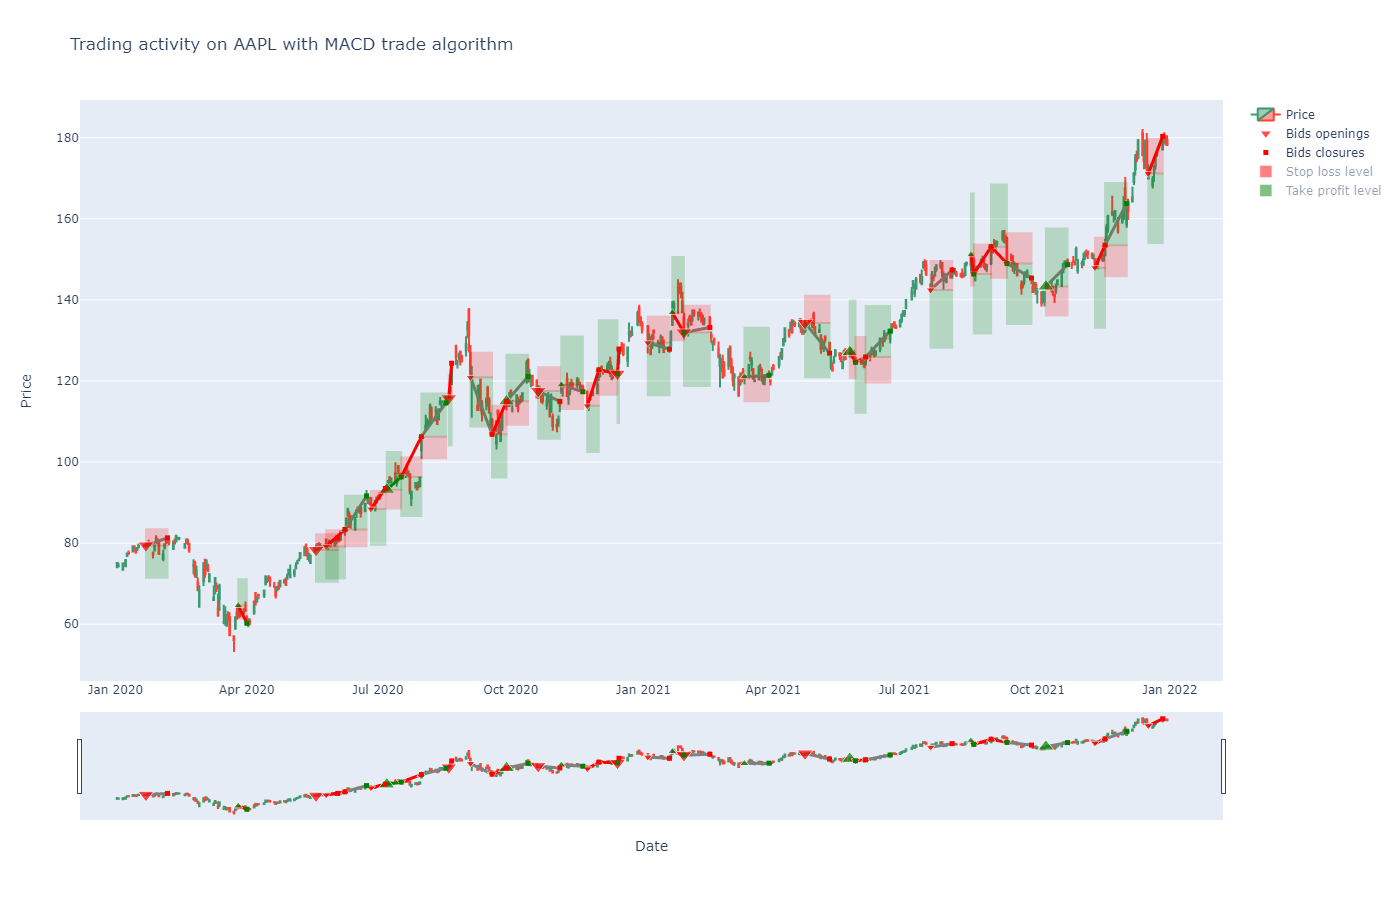 Trading activity on AAPL with MACD trade algorithm
Price
Bids openings
Bids closures
Stop loss level
Take profit level
Price
180
160
140
120
100
80
60
Jan 2020 Apr 2020 Jul 2020 Oct 2020 Jan 2021 Apr 2021 Jul 2021 Oct 2021 Jan 2022
Date